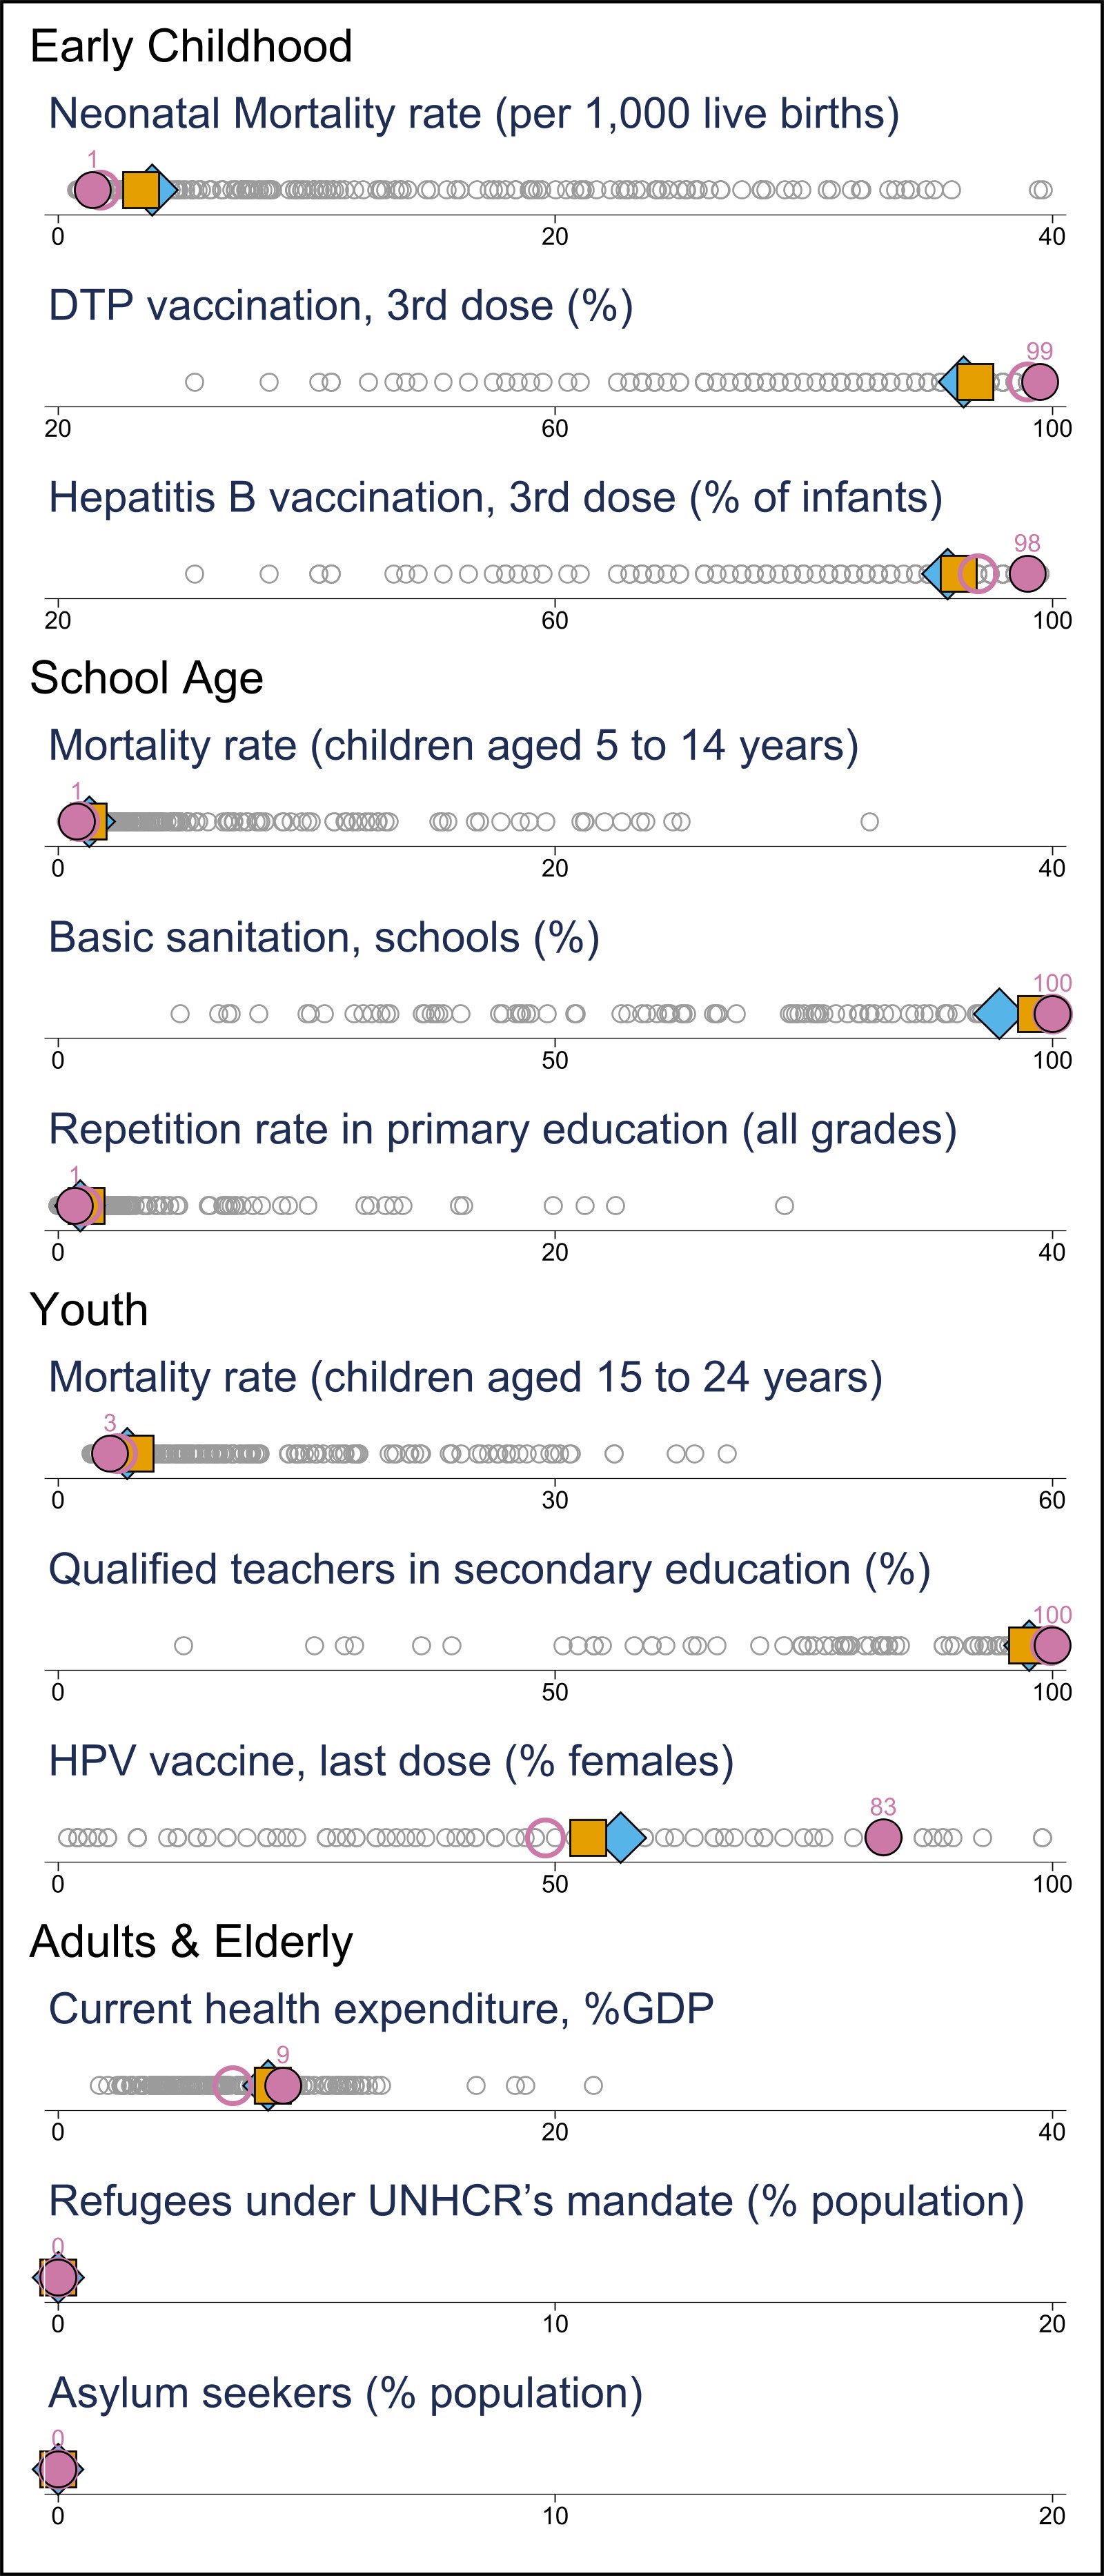 Early Childhood
Neonatal Mortality rate (per 1,000 live births)
1
0 20 40
DTP vaccination, 3rd dose (%)
99
20 60 100
Hepatitis B vaccination, 3rd dose (% of infants)
98
20 60 100
School Age
Mortality rate (children aged 5 to 14 years)
1
0 20 40
Basic sanitation, schools (%)
100
0 50 100
Repetition rate in primary education (all grades)
1
0 20 40
Youth
Mortality rate (children aged 15 to 24 years)
3
0 30 60
Qualified teachers in secondary education (%)
100
0 50 100
HPV vaccine, last dose (% females)
83
0 50 100
Adults & Elderly
Current health expenditure, %GDP
9
0 20 40
Refugees under UNHCR’s mandate (% population)
0
0 10 20
Asylum seekers (% population)
0
0 10 20